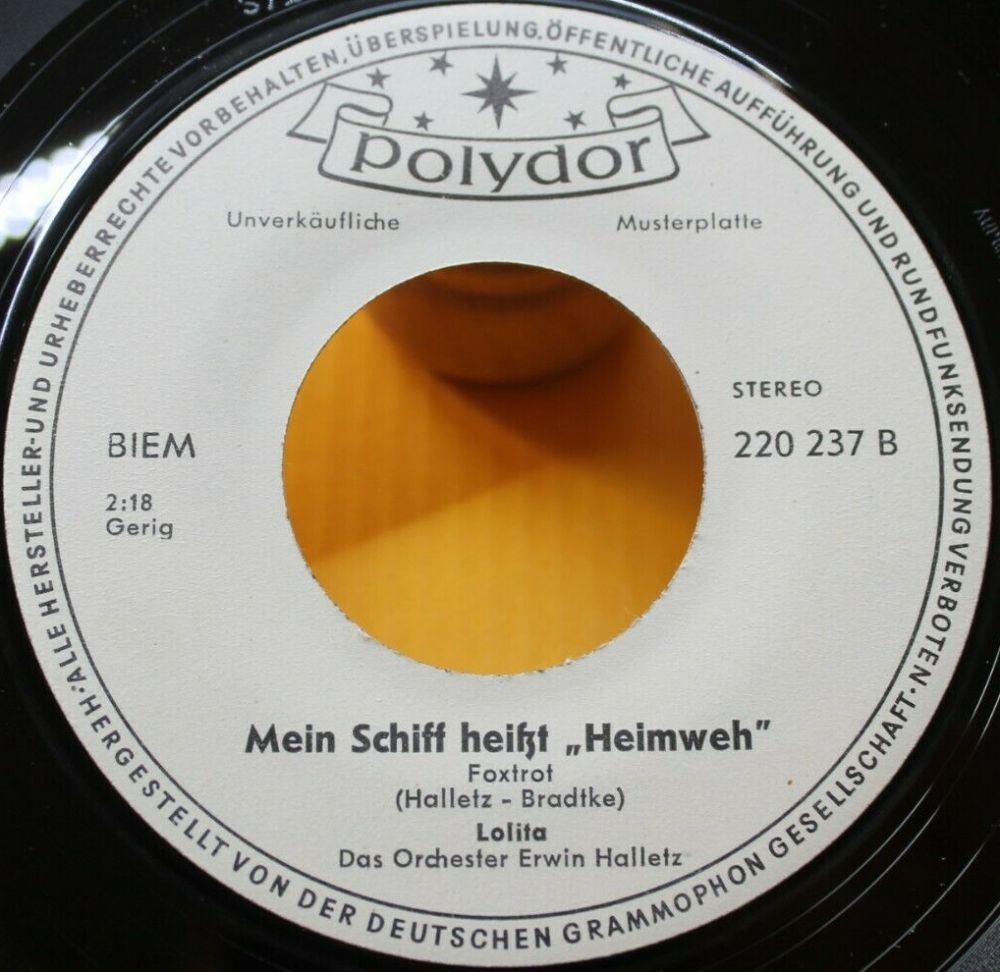 ALLE HERSTELLER-UND URHEBERRECHTE VORBEHALTEN, ÜBERSPIELUNG. ÖFFENTLICHE AUFFÜHRUNG UND RUNDFUNKSENDUNG VERBOTEN · HERGESTELLT VON DER DEUTSCHEN GRAMMOPHON GESELLSCHAFT ·
polydor
Unverkäufliche Musterplatte
STEREO
BIEM 220 237 B
2:18
Gerig
Mein Schiff heißt „Heimweh"
Foxtrot
(Halletz - Bradtke)
Lolita
Das Orchester Erwin Halletz